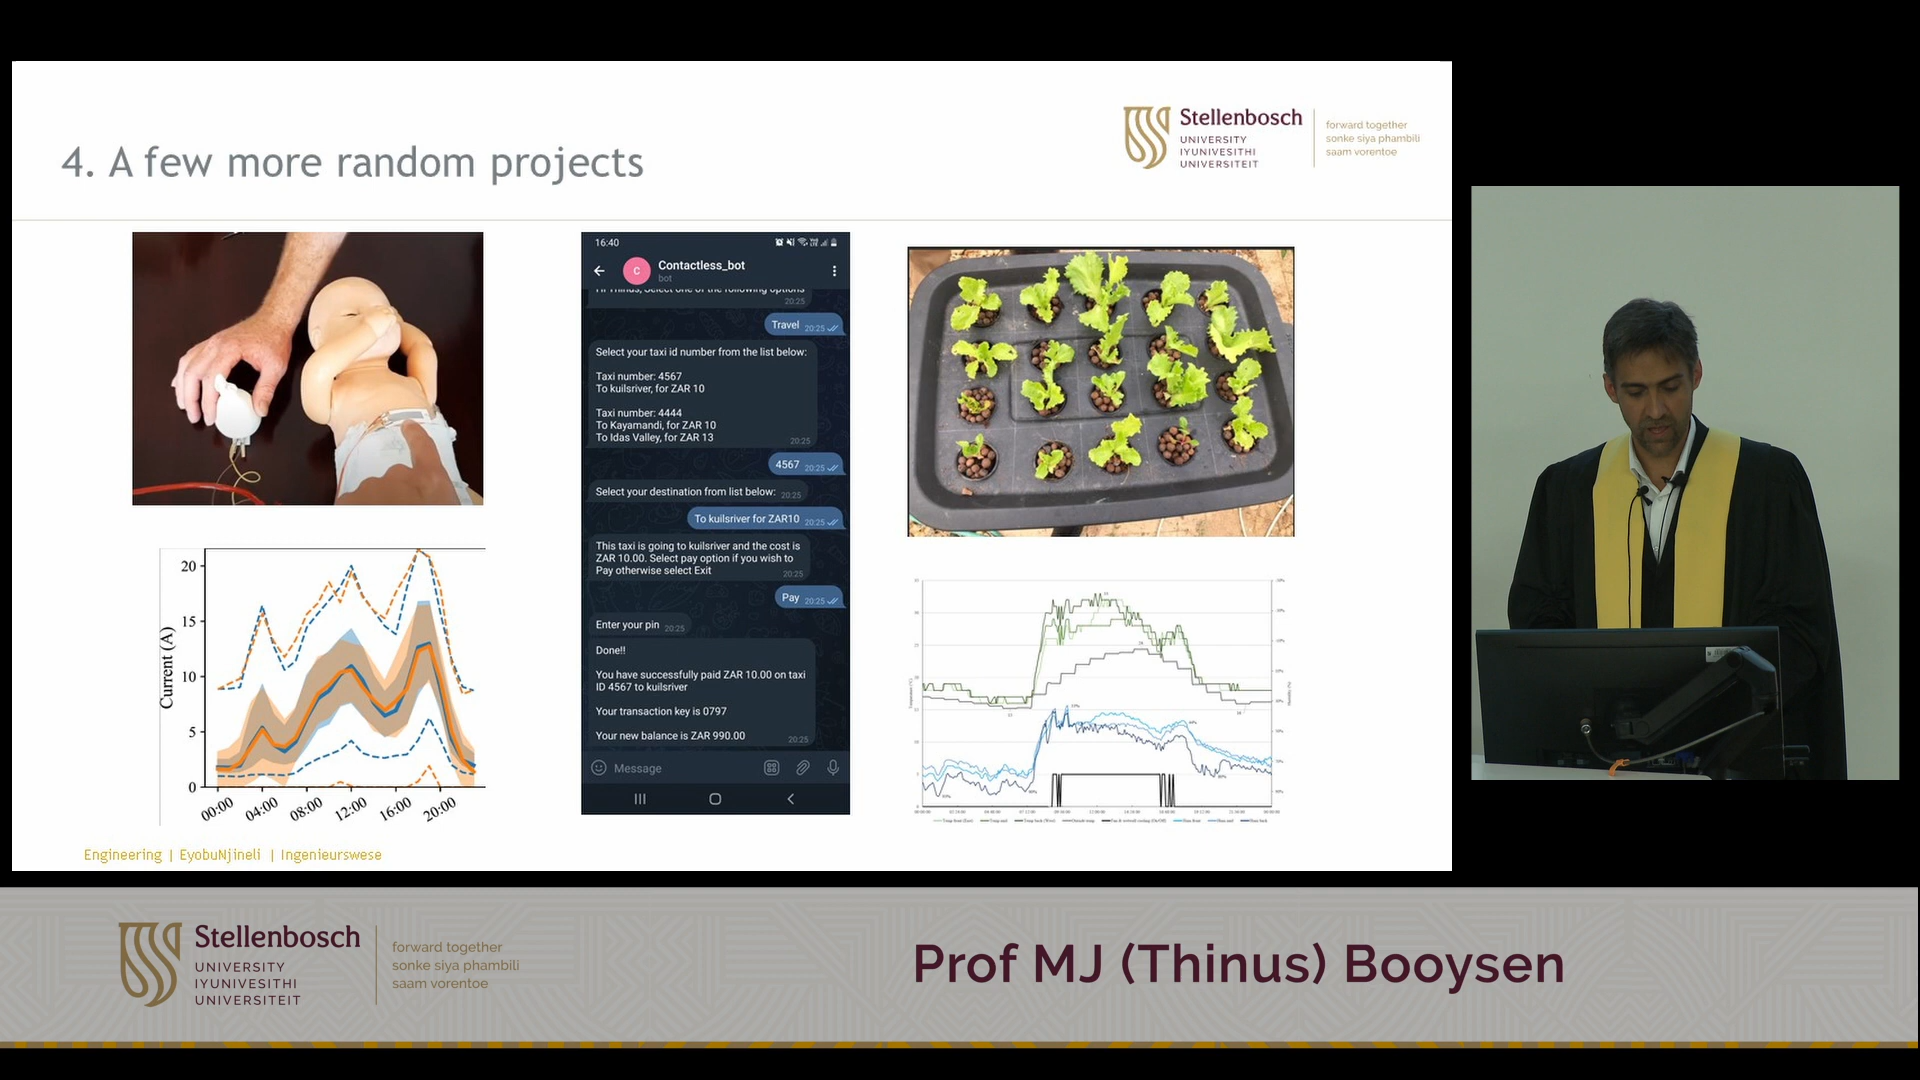 4. A few more random projects
Stellenbosch
UNIVERSITY
IYUNIVESITHI
UNIVERSITEIT
forward together
sonke siya phambili
saam vorentoe
16:40
C
Contactless_bot
bot
20:25
Travel 20:25
Select your taxi id number from the list below:
Taxi number: 4567
To kuilsriver, for ZAR 10
Taxi number: 4444
To Kayamandi, for ZAR 10
To Idas Valley, for ZAR 13
20:25
4567 20:25
Select your destination from list below: 20:25
To kuilsriver for ZAR10 20:25
This taxi is going to kuilsriver and the cost is
ZAR 10.00. Select pay option if you wish to
Pay otherwise select Exit
20:25
Pay 20:25
Enter your pin 20:25
Done!!
You have successfully paid ZAR 10.00 on taxi
ID 4567 to kuilsriver
Your transaction key is 0797
Your new balance is ZAR 990.00 20:25
Message
Current (A)
20
15
10
5
0
00:00 04:00 08:00 12:00 16:00 20:00
Engineering | EyobuNjineli | Ingenieurswese
Stellenbosch
UNIVERSITY
IYUNIVESITHI
UNIVERSITEIT
forward together
sonke siya phambili
saam vorentoe
Prof MJ (Thinus) Booysen